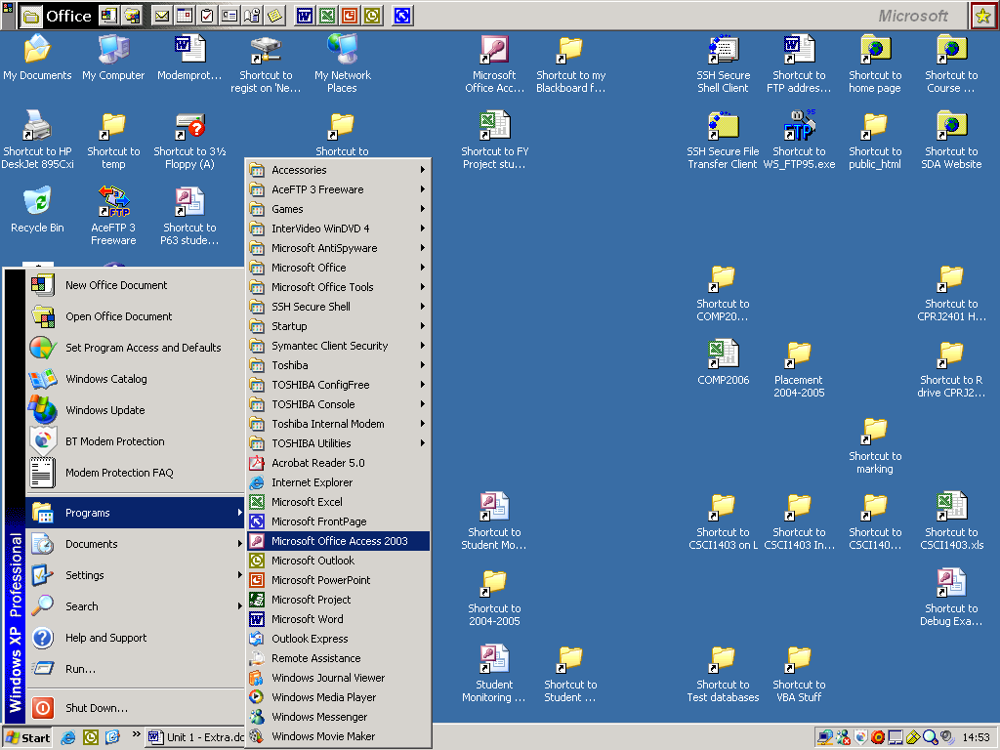 Office
Microsoft
My Documents
My Computer
Modemprot...
Shortcut to
regist on 'Ne...
My Network
Places
Microsoft
Office Acc...
Shortcut to my
Blackboard f...
SSH Secure
Shell Client
Shortcut to
FTP address...
Shortcut to
home page
Shortcut to
Course ...
Shortcut to HP
DeskJet 895Cxi
Shortcut to
temp
Shortcut to 3½
Floppy (A)
Shortcut to
Shortcut to FY
Project stu...
SSH Secure File
Transfer Client
95
FTP
Shortcut to
WS_FTP95.exe
Shortcut to
public_html
Shortcut to
SDA Website
Recycle Bin
FTP
AceFTP 3
Freeware
Shortcut to
P63 stude...
Shortcut to
COMP20...
Shortcut to
CPRJ2401 H...
COMP2006
Placement
2004-2005
Shortcut to R
drive CPRJ2...
Shortcut to
marking
Shortcut to
Student Mo...
Shortcut to
CSCI1403 on L
Shortcut to
CSCI1403 In...
Shortcut to
CSCI140...
Shortcut to
CSCI1403.xls
Shortcut to
2004-2005
Shortcut to
Debug Exa...
Student
Monitoring ...
Shortcut to
Student ...
Shortcut to
Test databases
Shortcut to
VBA Stuff
Windows XP Professional
New Office Document
Open Office Document
Set Program Access and Defaults
Windows Catalog
Windows Update
BT Modem Protection
Modem Protection FAQ
Programs
Documents
Settings
Search
Help and Support
Run...
Shut Down...
Accessories
AceFTP 3 Freeware
Games
InterVideo WinDVD 4
Microsoft AntiSpyware
Microsoft Office
Microsoft Office Tools
SSH Secure Shell
Startup
Symantec Client Security
Toshiba
TOSHIBA ConfigFree
TOSHIBA Console
Toshiba Internal Modem
TOSHIBA Utilities
Acrobat Reader 5.0
Internet Explorer
Microsoft Excel
Microsoft FrontPage
Microsoft Office Access 2003
Microsoft Outlook
Microsoft PowerPoint
Microsoft Project
Microsoft Word
Outlook Express
Remote Assistance
Windows Journal Viewer
Windows Media Player
Windows Messenger
Windows Movie Maker
Start
»
Unit 1 - Extra.do
14:53